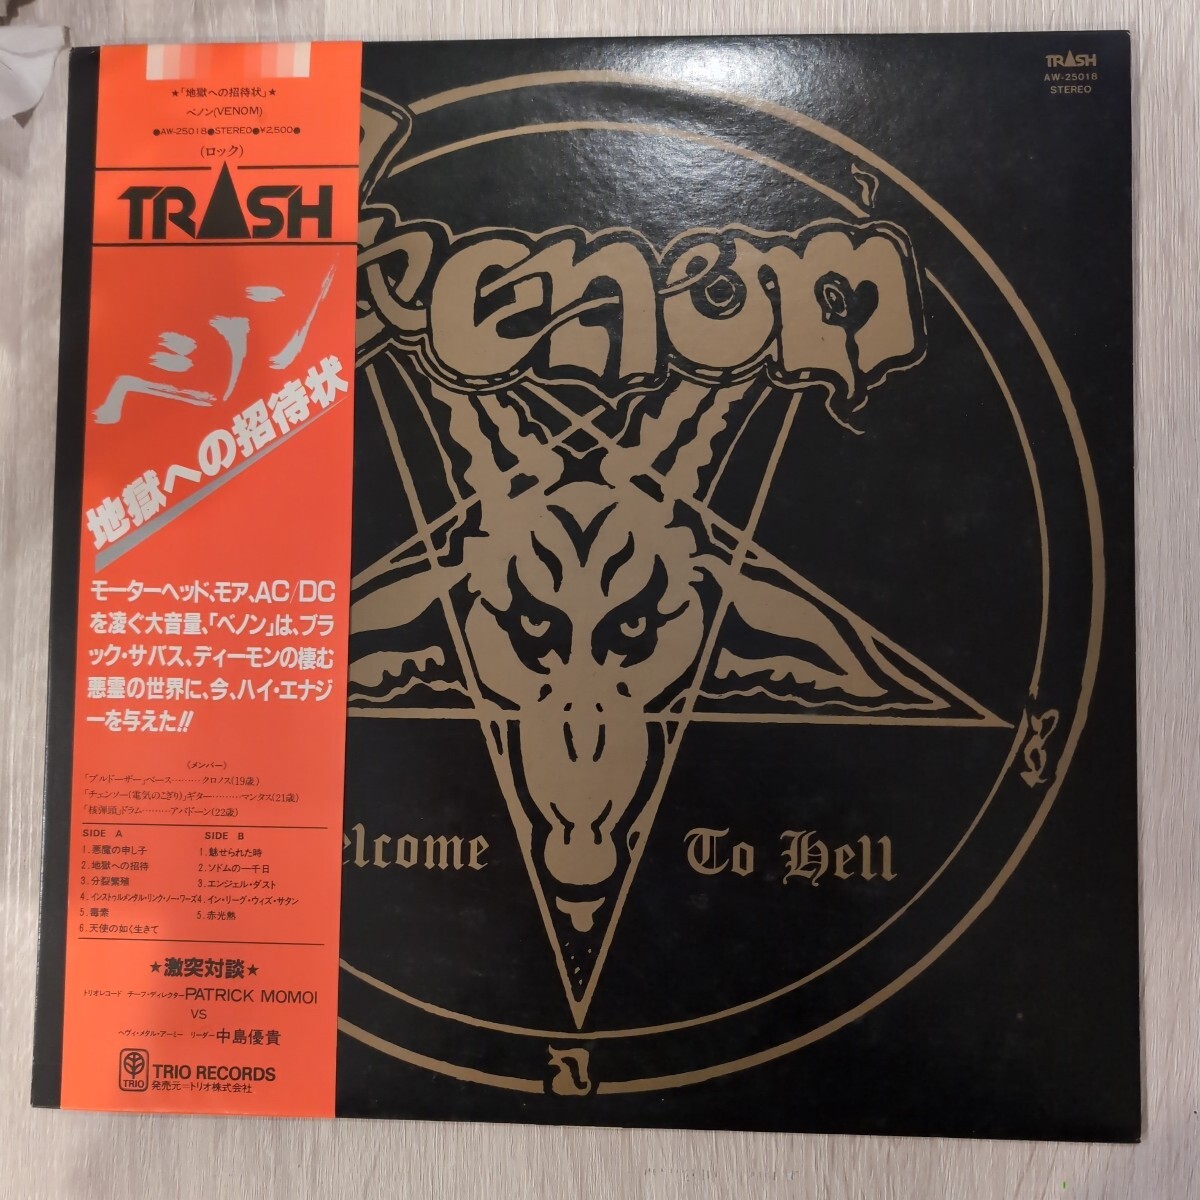 ★「地獄への招待状」★
ベノン(VENOM)
●AW-25018●STEREO●¥2,500●
(ロック)
TRASH
ベノン
地獄への招待状
モーターヘッド、モア、AC/DC
を凌ぐ大音量、「ベノン」は、ブラ
ック・サバス、ディーモンの棲む
悪霊の世界に、今、ハイ・エナジ
ーを与えた!!
《メンバー》
「ブルドーザー」ベース………クロノス(19歳)
「チェンソー(電気のこぎり)」ギター………マンタス(21歳)
「核弾頭」ドラム………アバドーン(22歳)
SIDE A
1. 悪魔の申し子
2. 地獄への招待
3. 分裂繁殖
4. インストゥルメンタル・リンク・ノー・ワーズ
5. 毒素
6. 天使の如く生きて
SIDE B
1. 魅せられた時
2. ソドムの一千日
3. エンジェル・ダスト
4. イン・リーグ・ウィズ・サタン
5. 赤光熱
★激突対談★
トリオレコード チーフ・ディレクター PATRICK MOMOI
VS
ヘヴィ・メタル・アーミー リーダー 中島優貴
TRIO
TRIO RECORDS
発売元=トリオ株式会社
TRASH
AW-25018
STEREO
enom
elcome To Hell